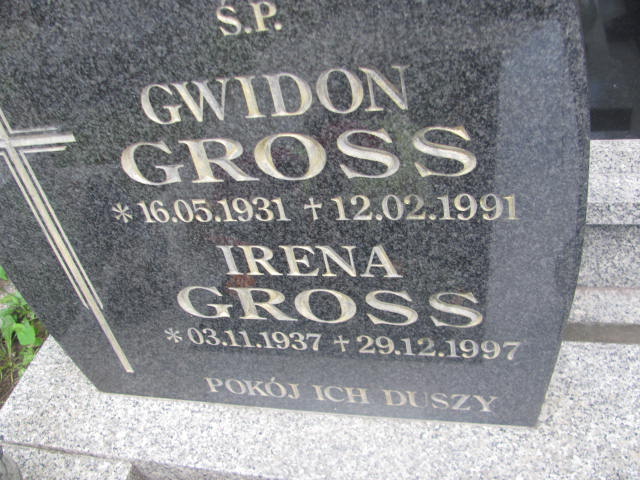 Ś.P.
GWIDON
GROSS
* 16.05.1931 † 12.02.1991
IRENA
GROSS
* 03.11.1937 † 29.12.1997
POKÓJ ICH DUSZY